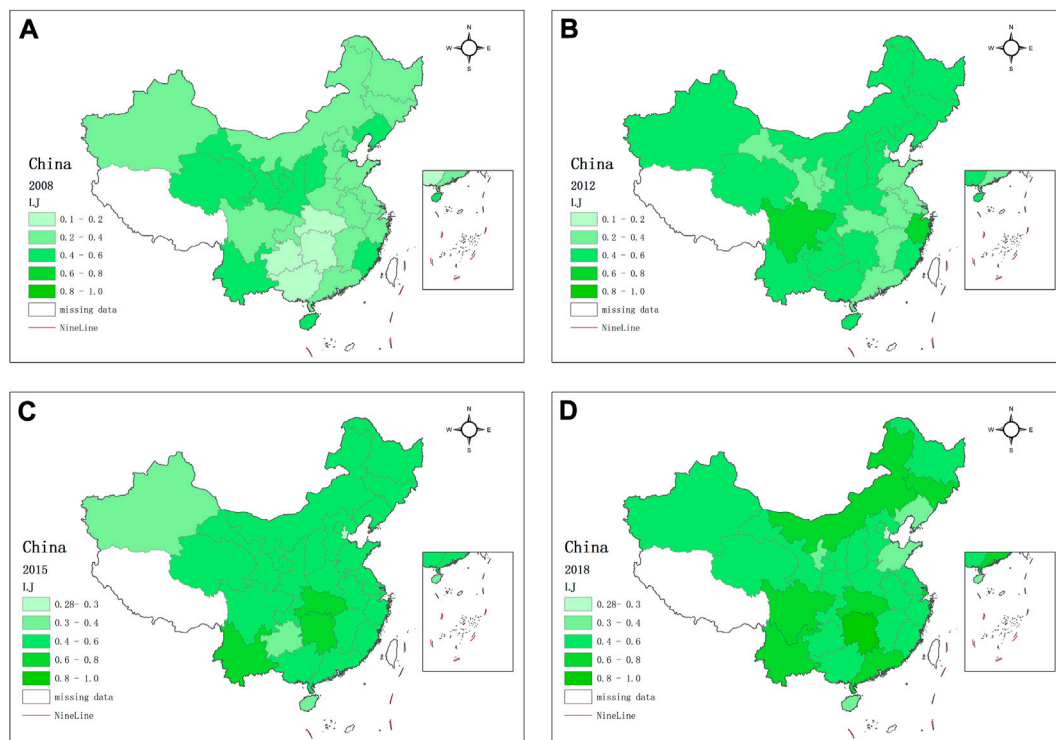 A
N
W E
S
China
2008
LJ
0.1 - 0.2
0.2 - 0.4
0.4 - 0.6
0.6 - 0.8
0.8 - 1.0
missing data
NineLine
B
N
W E
S
China
2012
LJ
0.1 - 0.2
0.2 - 0.4
0.4 - 0.6
0.6 - 0.8
0.8 - 1.0
missing data
NineLine
C
N
W E
S
China
2015
LJ
0.28- 0.3
0.3 - 0.4
0.4 - 0.6
0.6 - 0.8
0.8 - 1.0
missing data
NineLine
D
N
W E
S
China
2018
LJ
0.28- 0.3
0.3 - 0.4
0.4 - 0.6
0.6 - 0.8
0.8 - 1.0
missing data
NineLine